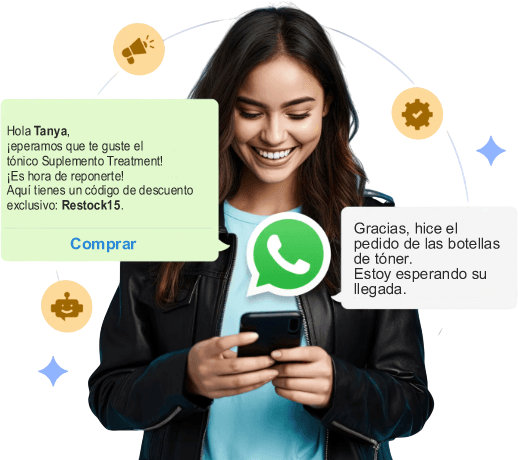 Hola Tanya,
¡eperamos que te guste el
tónico Suplemento Treatment!
¡Es hora de reponerte!
Aquí tienes un código de descuento
exclusivo: Restock15.
Comprar
Gracias, hice el
pedido de las botellas
de tóner.
Estoy esperando su
llegada.